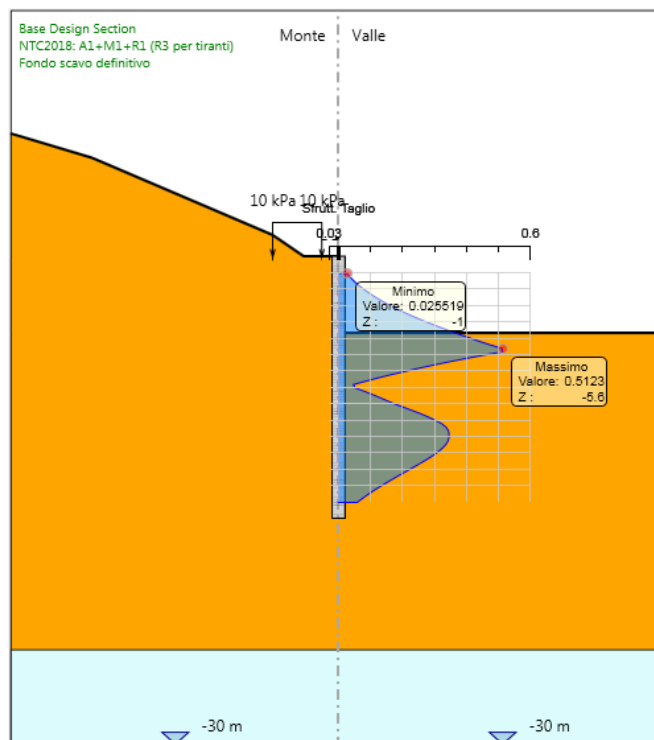 Base Design Section
NTC2018: A1+M1+R1 (R3 per tiranti)
Fondo scavo definitivo
Monte
Valle
10 kPa 10 kPa
Sfrutt. Taglio
0.03
0.6
Minimo
Valore: 0.025519
Z : -1
Massimo
Valore: 0.5123
Z : -5.6
-30 m
-30 m